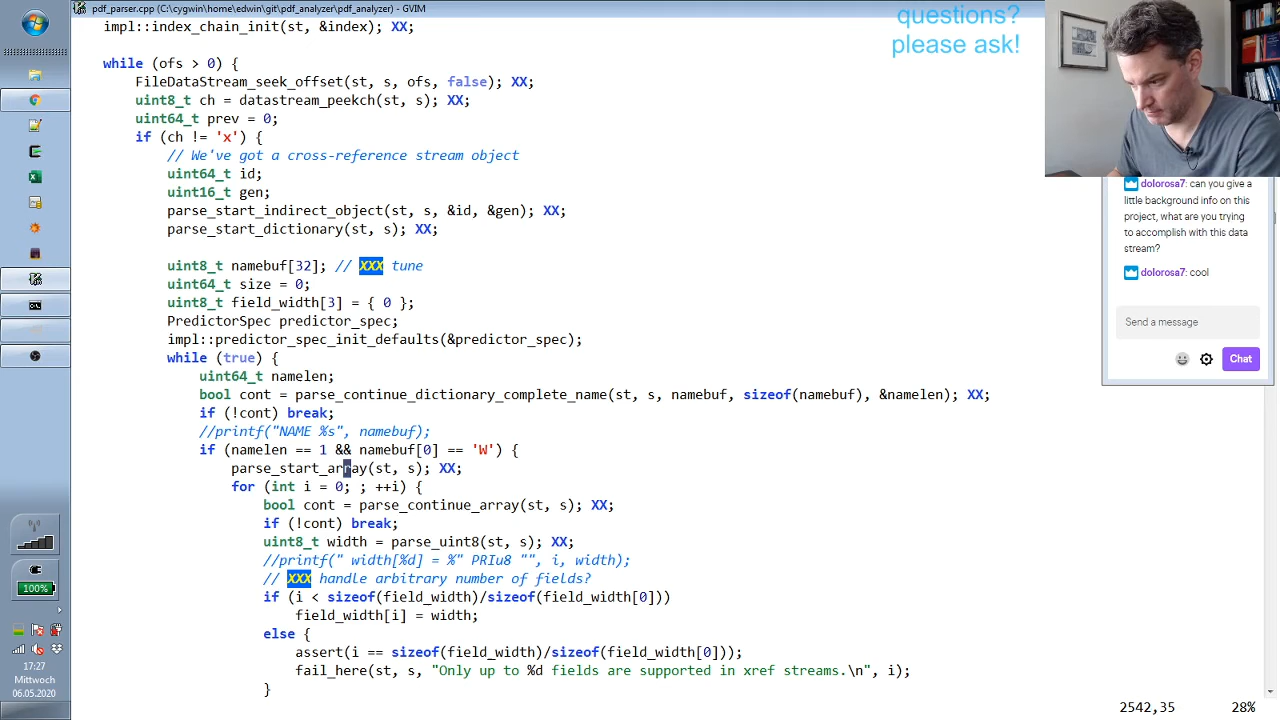 pdf_parser.cpp (C:\cygwin\home\edwin\git\pdf_analyzer\pdf_analyzer) - GVIM
impl::index_chain_init(st, &index); XX;
while (ofs > 0) {
FileDataStream_seek_offset(st, s, ofs, false); XX;
uint8_t ch = datastream_peekch(st, s); XX;
uint64_t prev = 0;
if (ch != 'x') {
// We've got a cross-reference stream object
uint64_t id;
uint16_t gen;
parse_start_indirect_object(st, s, &id, &gen); XX;
parse_start_dictionary(st, s); XX;
uint8_t namebuf[32]; // XXX tune
uint64_t size = 0;
uint8_t field_width[3] = { 0 };
PredictorSpec predictor_spec;
impl::predictor_spec_init_defaults(&predictor_spec);
while (true) {
uint64_t namelen;
bool cont = parse_continue_dictionary_complete_name(st, s, namebuf, sizeof(namebuf), &namelen); XX;
if (!cont) break;
//printf("NAME %s", namebuf);
if (namelen == 1 && namebuf[0] == 'W') {
parse_start_array(st, s); XX;
for (int i = 0; ; ++i) {
bool cont = parse_continue_array(st, s); XX;
if (!cont) break;
uint8_t width = parse_uint8(st, s); XX;
//printf(" width[%d] = %" PRIu8 "", i, width);
// XXX handle arbitrary number of fields?
if (i < sizeof(field_width)/sizeof(field_width[0]))
field_width[i] = width;
else {
assert(i == sizeof(field_width)/sizeof(field_width[0]));
fail_here(st, s, "Only up to %d fields are supported in xref streams.\n", i);
}
2542,35
28%
questions?
please ask!
dolorosa7: can you give a
little background info on this
project, what are you trying
to accomplish with this data
stream?
dolorosa7: cool
Send a message
Chat
100%
17:27
Mittwoch
06.05.2020